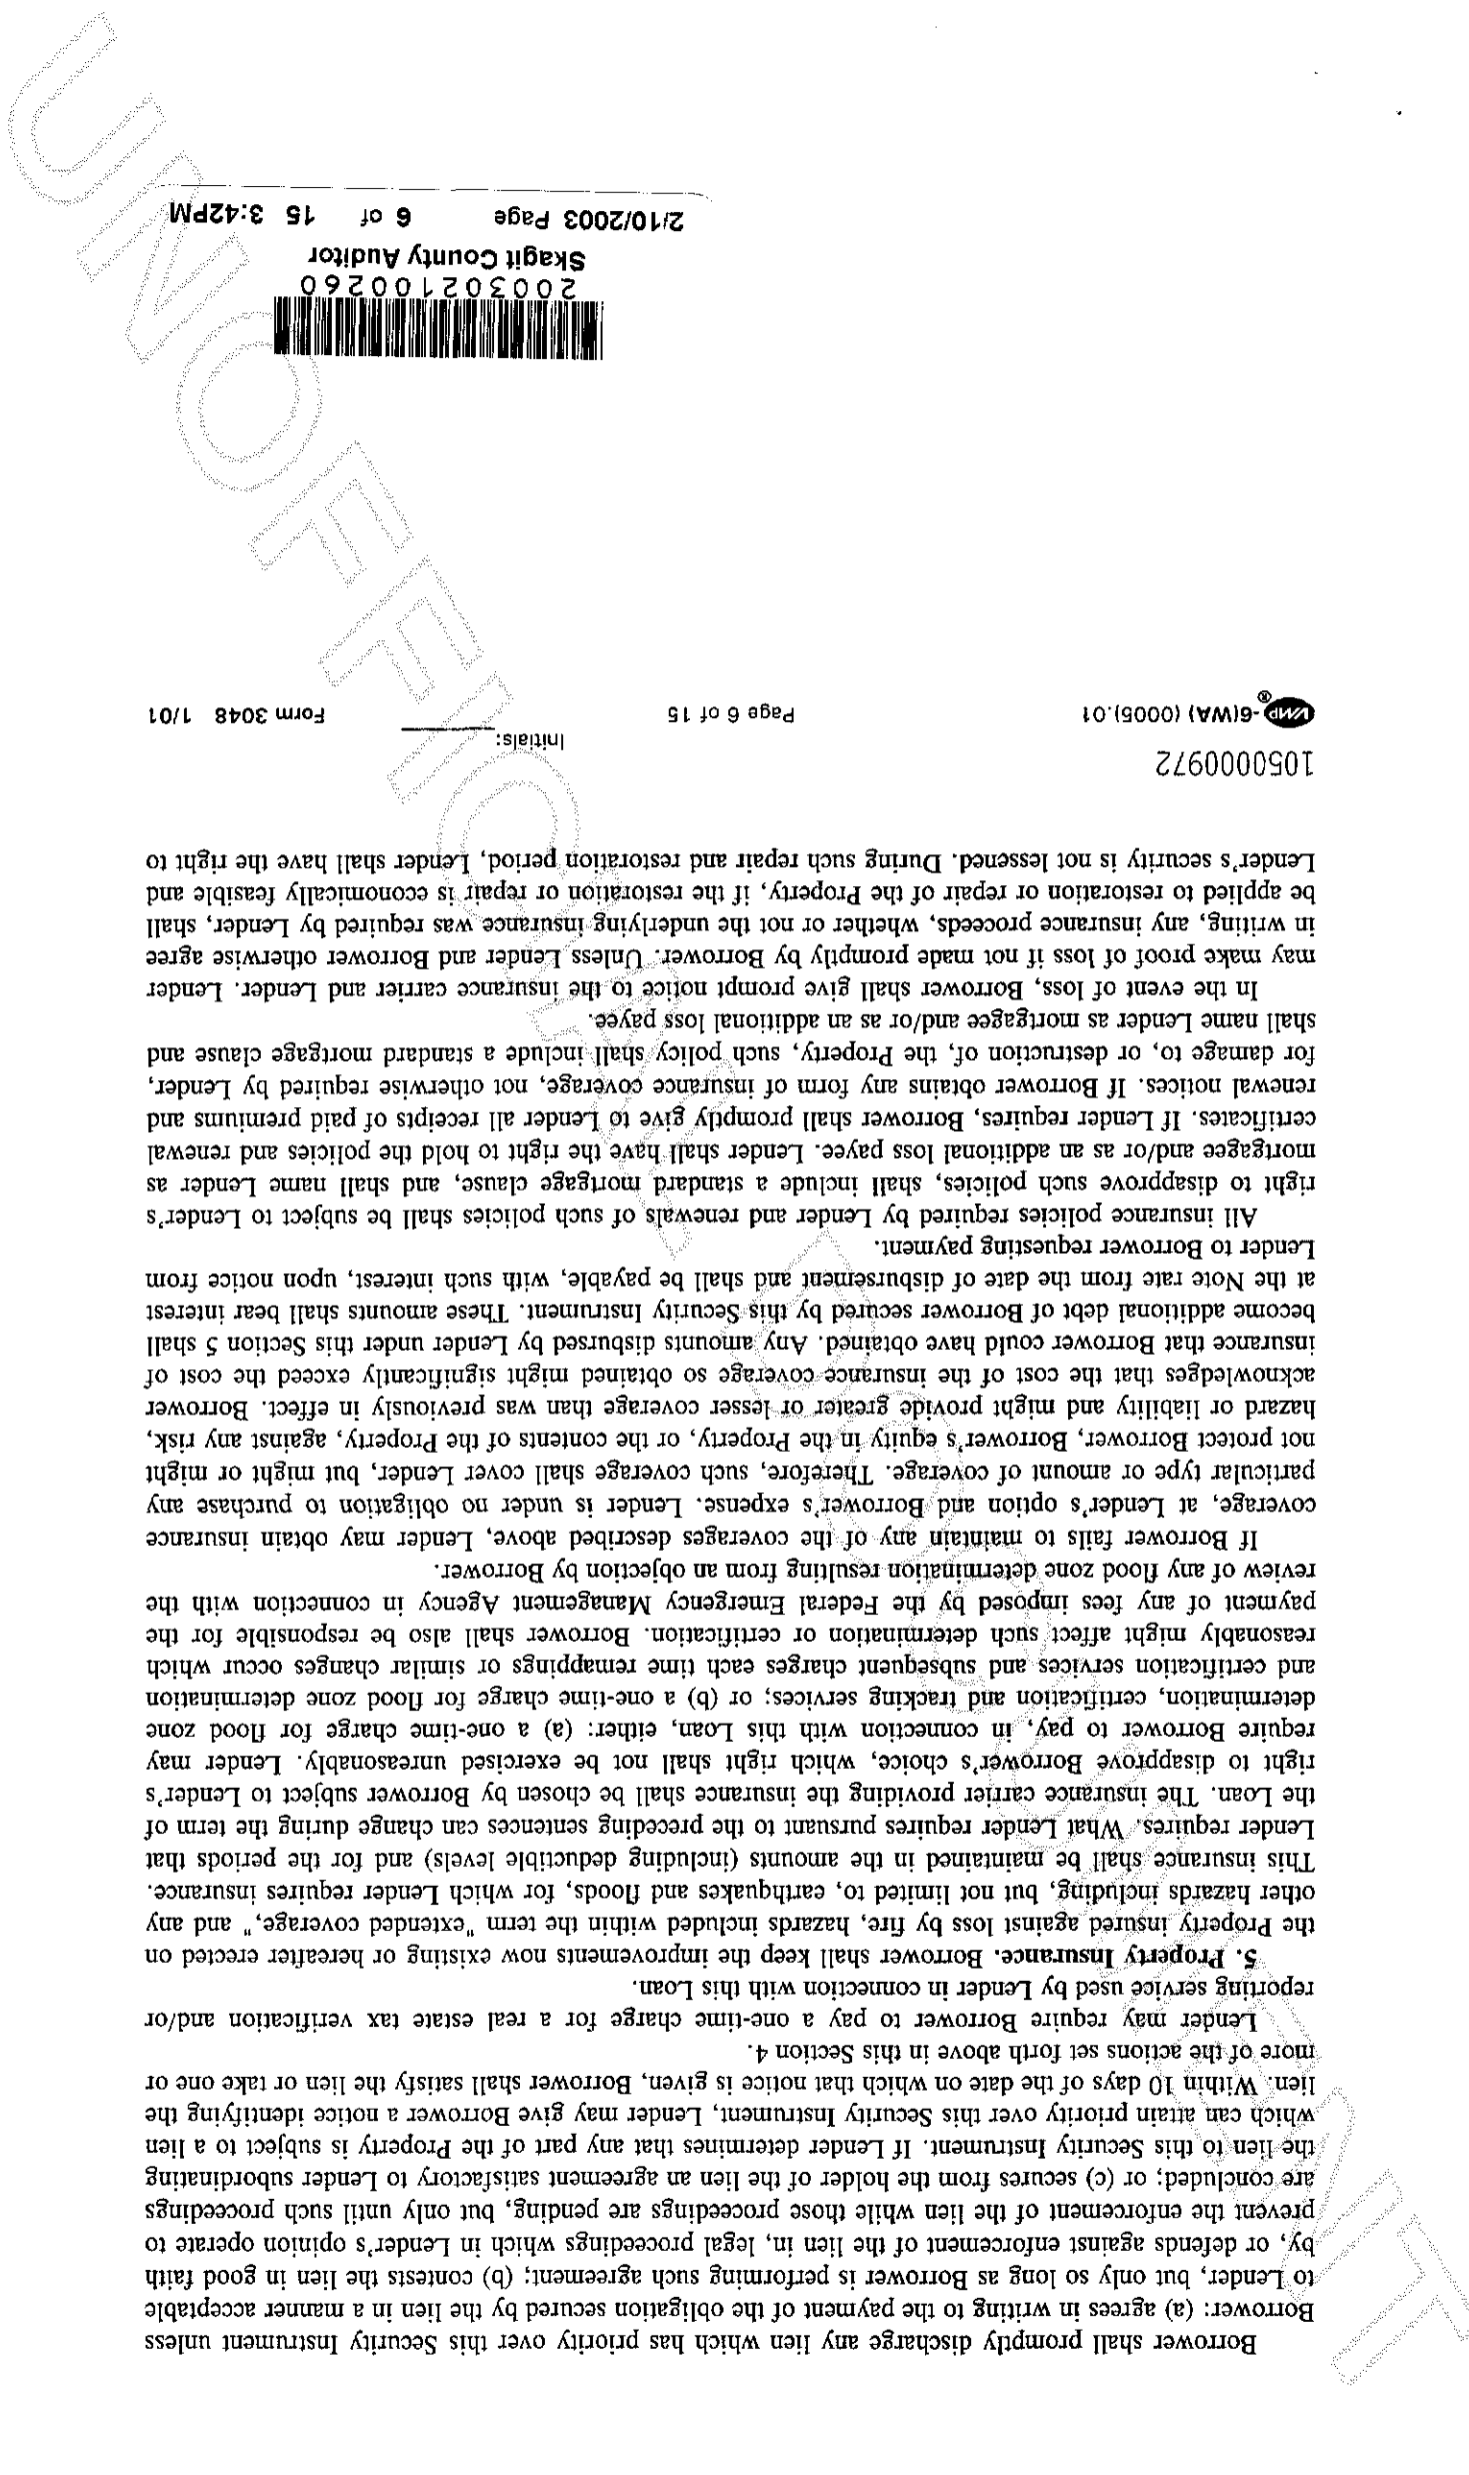 Borrower shall promptly discharge any lien which has priority over this Security Instrument unless
Borrower: (a) agrees in writing to the payment of the obligation secured by the lien in a manner acceptable
to Lender, but only so long as Borrower is performing such agreement; (b) contests the lien in good faith
by, or defends against enforcement of the lien in, legal proceedings which in Lender's opinion operate to
prevent the enforcement of the lien while those proceedings are pending, but only until such proceedings
are concluded; or (c) secures from the holder of the lien an agreement satisfactory to Lender subordinating
the lien to this Security Instrument. If Lender determines that any part of the Property is subject to a lien
which can attain priority over this Security Instrument, Lender may give Borrower a notice identifying the
lien. Within 10 days of the date on which that notice is given, Borrower shall satisfy the lien or take one or
more of the actions set forth above in this Section 4.
Lender may require Borrower to pay a one-time charge for a real estate tax verification and/or
reporting service used by Lender in connection with this Loan.
5. Property Insurance. Borrower shall keep the improvements now existing or hereafter erected on
the Property insured against loss by fire, hazards included within the term "extended coverage," and any
other hazards including, but not limited to, earthquakes and floods, for which Lender requires insurance.
This insurance shall be maintained in the amounts (including deductible levels) and for the periods that
Lender requires. What Lender requires pursuant to the preceding sentences can change during the term of
the Loan. The insurance carrier providing the insurance shall be chosen by Borrower subject to Lender's
right to disapprove Borrower's choice, which right shall not be exercised unreasonably. Lender may
require Borrower to pay, in connection with this Loan, either: (a) a one-time charge for flood zone
determination, certification and tracking services; or (b) a one-time charge for flood zone determination
and certification services and subsequent charges each time remappings or similar changes occur which
reasonably might affect such determination or certification. Borrower shall also be responsible for the
payment of any fees imposed by the Federal Emergency Management Agency in connection with the
review of any flood zone determination resulting from an objection by Borrower.
If Borrower fails to maintain any of the coverages described above, Lender may obtain insurance
coverage, at Lender's option and Borrower's expense. Lender is under no obligation to purchase any
particular type or amount of coverage. Therefore, such coverage shall cover Lender, but might or might
not protect Borrower, Borrower's equity in the Property, or the contents of the Property, against any risk,
hazard or liability and might provide greater or lesser coverage than was previously in effect. Borrower
acknowledges that the cost of the insurance coverage so obtained might significantly exceed the cost of
insurance that Borrower could have obtained. Any amounts disbursed by Lender under this Section 5 shall
become additional debt of Borrower secured by this Security Instrument. These amounts shall bear interest
at the Note rate from the date of disbursement and shall be payable, with such interest, upon notice from
Lender to Borrower requesting payment.
All insurance policies required by Lender and renewals of such policies shall be subject to Lender's
right to disapprove such policies, shall include a standard mortgage clause, and shall name Lender as
mortgagee and/or as an additional loss payee. Lender shall have the right to hold the policies and renewal
certificates. If Lender requires, Borrower shall promptly give to Lender all receipts of paid premiums and
renewal notices. If Borrower obtains any form of insurance coverage, not otherwise required by Lender,
for damage to, or destruction of, the Property, such policy shall include a standard mortgage clause and
shall name Lender as mortgagee and/or as an additional loss payee.
In the event of loss, Borrower shall give prompt notice to the insurance carrier and Lender. Lender
may make proof of loss if not made promptly by Borrower. Unless Lender and Borrower otherwise agree
in writing, any insurance proceeds, whether or not the underlying insurance was required by Lender, shall
be applied to restoration or repair of the Property, if the restoration or repair is economically feasible and
Lender's security is not lessened. During such repair and restoration period, Lender shall have the right to
1050000972
Initials:
VMP®-6(WA) (0005).01 Page 6 of 15 Form 3048 1/01
200302100260
Skagit County Auditor
2/10/2003 Page 6 of 15 3:42PM
UNOFFICIAL DOCUMENT